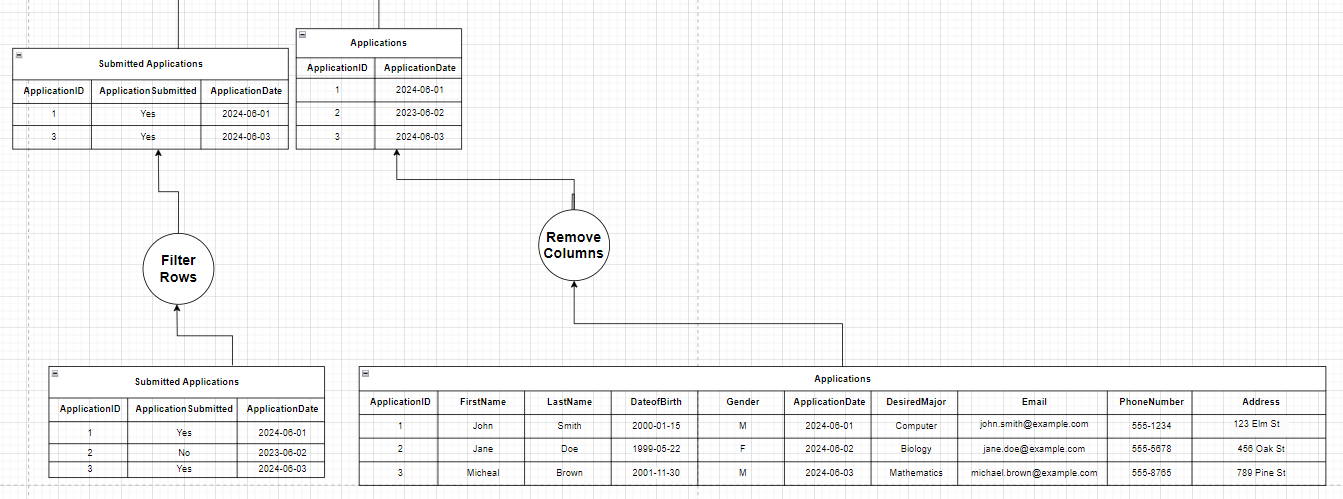 Submitted Applications
ApplicationID ApplicationSubmitted ApplicationDate
1 Yes 2024-06-01
3 Yes 2024-06-03
Applications
ApplicationID ApplicationDate
1 2024-06-01
2 2023-06-02
3 2024-06-03
Filter
Rows
Remove
Columns
Submitted Applications
ApplicationID ApplicationSubmitted ApplicationDate
1 Yes 2024-06-01
2 No 2023-06-02
3 Yes 2024-06-03
Applications
ApplicationID FirstName LastName DateofBirth Gender ApplicationDate DesiredMajor Email PhoneNumber Address
1 John Smith 2000-01-15 M 2024-06-01 Computer john.smith@example.com 555-1234 123 Elm St
2 Jane Doe 1999-05-22 F 2024-06-02 Biology jane.doe@example.com 555-5678 456 Oak St
3 Micheal Brown 2001-11-30 M 2024-06-03 Mathematics michael.brown@example.com 555-8765 789 Pine St